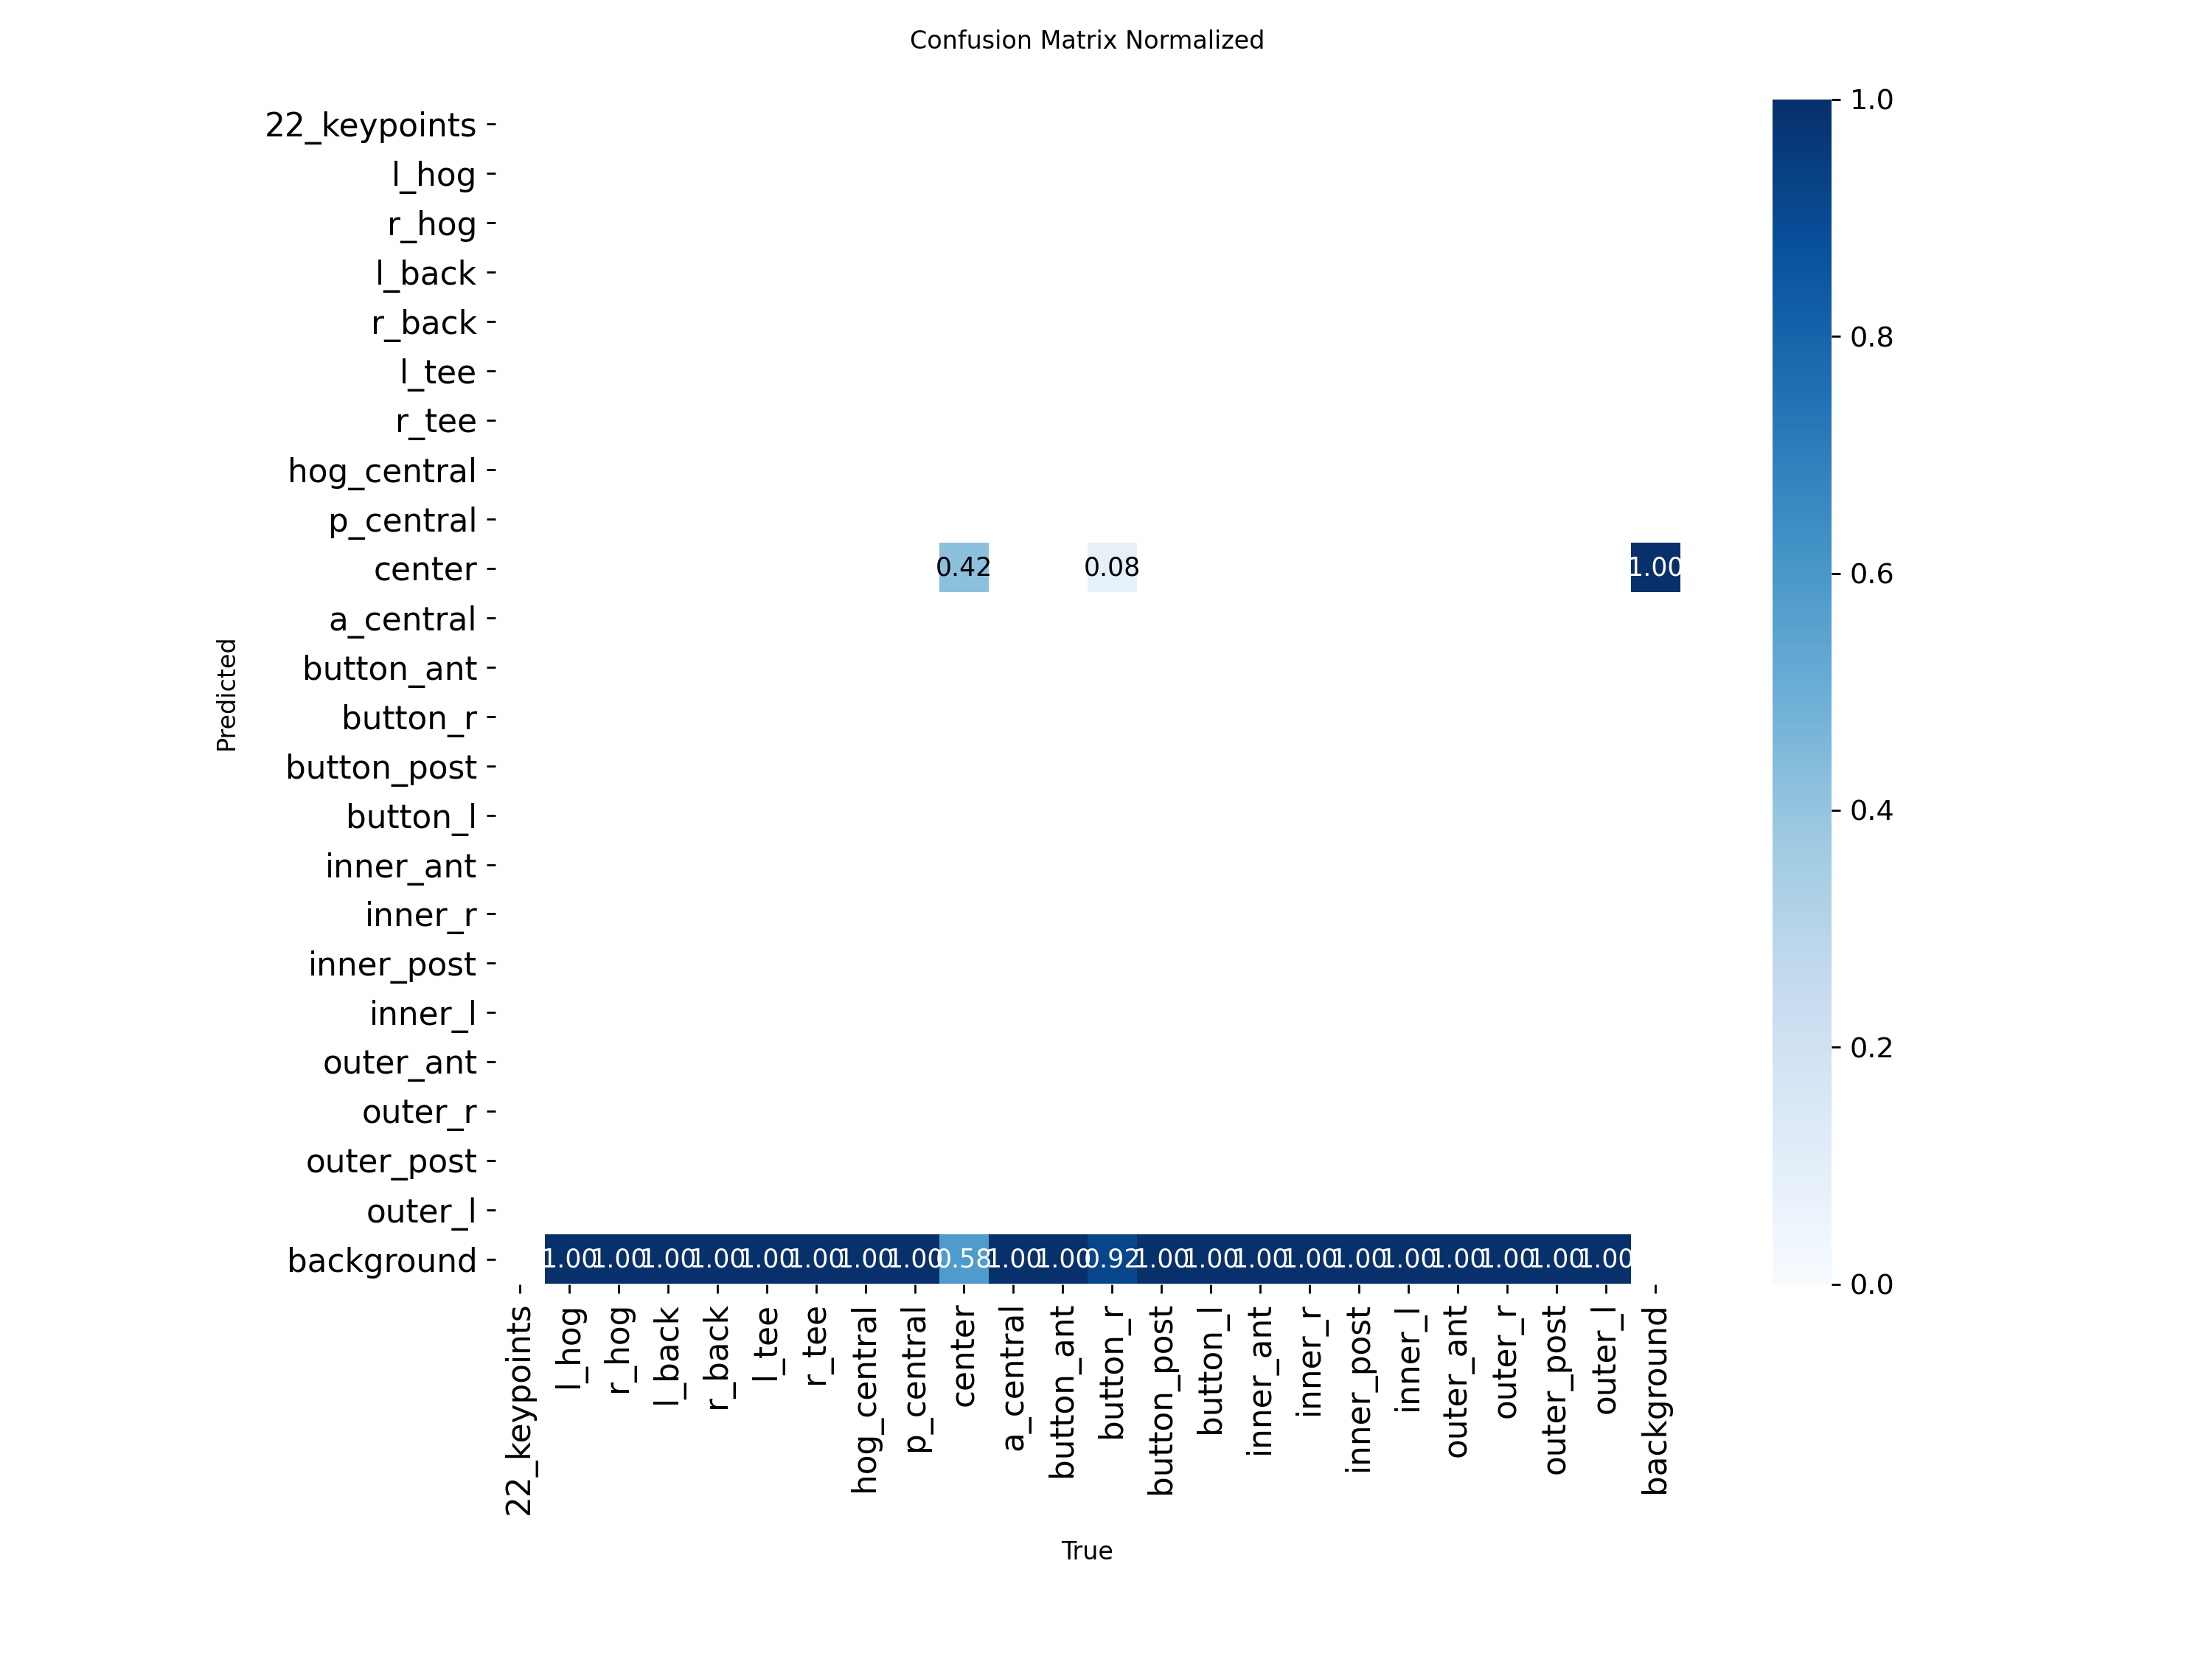 Confusion Matrix Normalized
22_keypoints
l_hog
r_hog
l_back
r_back
l_tee
r_tee
hog_central
p_central
center 0.42 0.08 1.00
a_central
button_ant
button_r
button_post
button_l
inner_ant
inner_r
inner_post
inner_l
outer_ant
outer_r
outer_post
outer_l
background 1.00 1.00 1.00 1.00 1.00 1.00 1.00 1.00 0.58 1.00 1.00 0.92 1.00 1.00 1.00 1.00 1.00 1.00 1.00 1.00 1.00 1.00
Predicted
22_keypoints
l_hog
r_hog
l_back
r_back
l_tee
r_tee
hog_central
p_central
center
a_central
button_ant
button_r
button_post
button_l
inner_ant
inner_r
inner_post
inner_l
outer_ant
outer_r
outer_post
outer_l
background
True
1.0
0.8
0.6
0.4
0.2
0.0